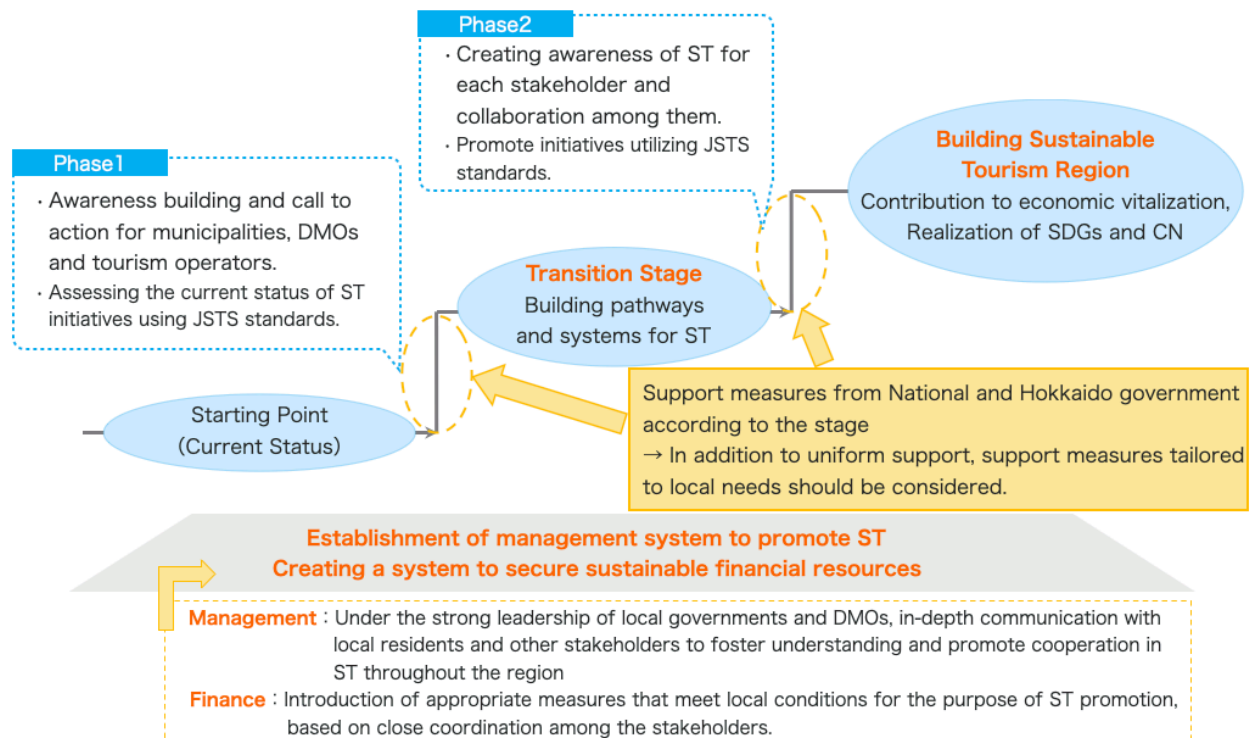 Phase1
・Awareness building and call to
action for municipalities, DMOs
and tourism operators.
・Assessing the current status of ST
initiatives using JSTS standards.
Phase2
・Creating awareness of ST for
each stakeholder and
collaboration among them.
・Promote initiatives utilizing JSTS
standards.
Starting Point
(Current Status)
Transition Stage
Building pathways
and systems for ST
Building Sustainable
Tourism Region
Contribution to economic vitalization,
Realization of SDGs and CN
Support measures from National and Hokkaido government
according to the stage
→ In addition to uniform support, support measures tailored
to local needs should be considered.
Establishment of management system to promote ST
Creating a system to secure sustainable financial resources
Management：Under the strong leadership of local governments and DMOs, in-depth communication with
local residents and other stakeholders to foster understanding and promote cooperation in
ST throughout the region
Finance：Introduction of appropriate measures that meet local conditions for the purpose of ST promotion,
based on close coordination among the stakeholders.